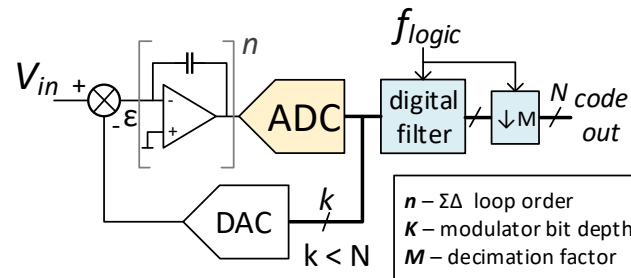 n
f_logic
V_in
+
-
ε
-
+
ADC
digital
filter
↓M
N
code
out
DAC
k
k < N
n – ΣΔ loop order
K – modulator bit depth
M – decimation factor